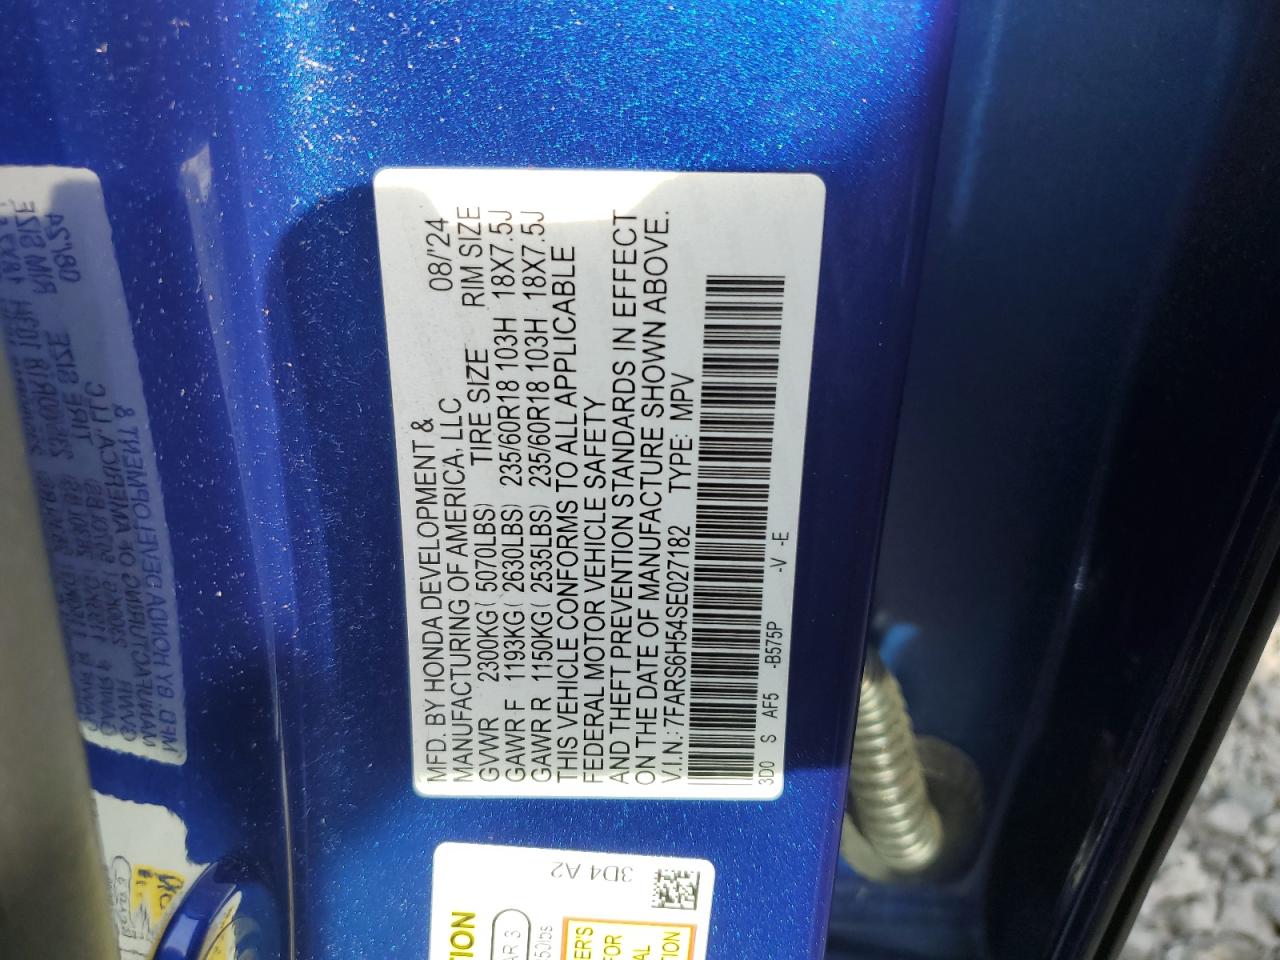 MFD. BY HONDA DEVELOPMENT & 08/'24
MANUFACTURING OF AMERICA, LLC
TIRE SIZE RIM SIZE
GVWR 2300KG( 5070LBS)
GAWR F 1193KG( 2630LBS) 235/60R18 103H 18X7.5J
GAWR R 1150KG( 2535LBS) 235/60R18 103H 18X7.5J
THIS VEHICLE CONFORMS TO ALL APPLICABLE
FEDERAL MOTOR VEHICLE SAFETY
AND THEFT PREVENTION STANDARDS IN EFFECT
ON THE DATE OF MANUFACTURE SHOWN ABOVE.
V.I.N.: 7FARS6H54SE027182 TYPE: MPV
3D0 S AF5 -B575P -V -E
3D4 A2